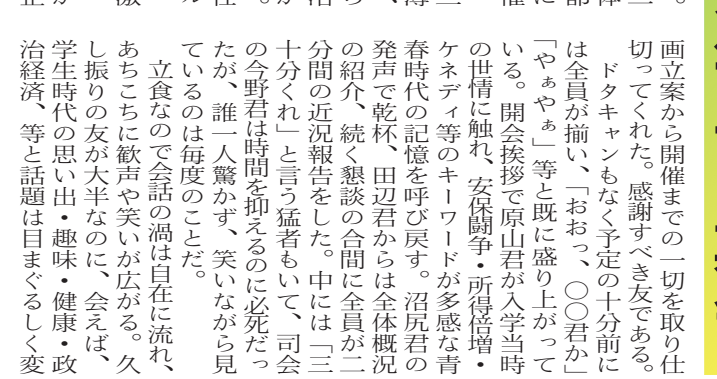 画立案から開催までの一切を取り仕
切ってくれた。感謝すべき友である。
ドタキャンもなく予定の十分前に
は全員が揃い、「おおっ、〇〇君か」
「やぁやぁ」等と既に盛り上がって
いる。開会挨拶で原山君が入学当時
の世情に触れ、安保闘争・所得倍増・
ケネディ等のキーワードが多感な青
春時代の記憶を呼び戻す。沼尻君の
発声で乾杯、田辺君からは全体概況
の紹介、続く懇談の合間に全員が二
分間の近況報告をした。中には「三
十分くれ」と言う猛者もいて、司会
の今野君は時間を抑えるのに必死だっ
たが、誰一人驚かず、笑いながら見
ているのは毎度のことだ。
立食なので会話の渦は自在に流れ、
あちこちに歓声や笑いが広がる。久
し振りの友が大半なのに、会えば、
学生時代の思い出・趣味・健康・政
治経済、等と話題は目まぐるしく変